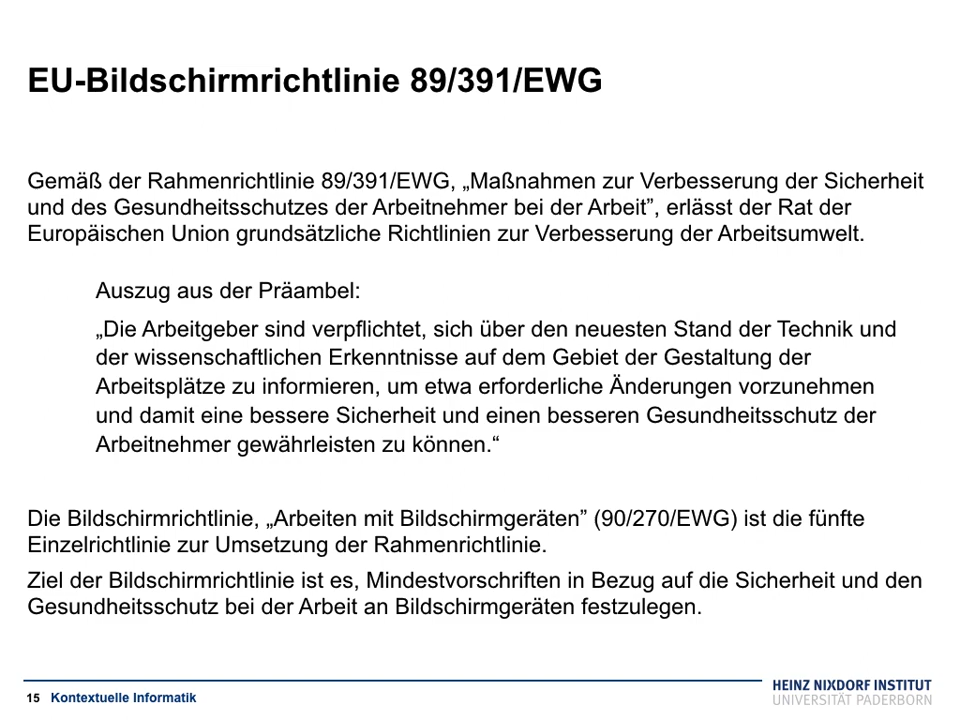 EU-Bildschirmrichtlinie 89/391/EWG
Gemäß der Rahmenrichtlinie 89/391/EWG, „Maßnahmen zur Verbesserung der Sicherheit
und des Gesundheitsschutzes der Arbeitnehmer bei der Arbeit”, erlässt der Rat der
Europäischen Union grundsätzliche Richtlinien zur Verbesserung der Arbeitsumwelt.
Auszug aus der Präambel:
„Die Arbeitgeber sind verpflichtet, sich über den neuesten Stand der Technik und
der wissenschaftlichen Erkenntnisse auf dem Gebiet der Gestaltung der
Arbeitsplätze zu informieren, um etwa erforderliche Änderungen vorzunehmen
und damit eine bessere Sicherheit und einen besseren Gesundheitsschutz der
Arbeitnehmer gewährleisten zu können.“
Die Bildschirmrichtlinie, „Arbeiten mit Bildschirmgeräten” (90/270/EWG) ist die fünfte
Einzelrichtlinie zur Umsetzung der Rahmenrichtlinie.
Ziel der Bildschirmrichtlinie ist es, Mindestvorschriften in Bezug auf die Sicherheit und den
Gesundheitsschutz bei der Arbeit an Bildschirmgeräten festzulegen.
15 Kontextuelle Informatik
HEINZ NIXDORF INSTITUT
UNIVERSITÄT PADERBORN